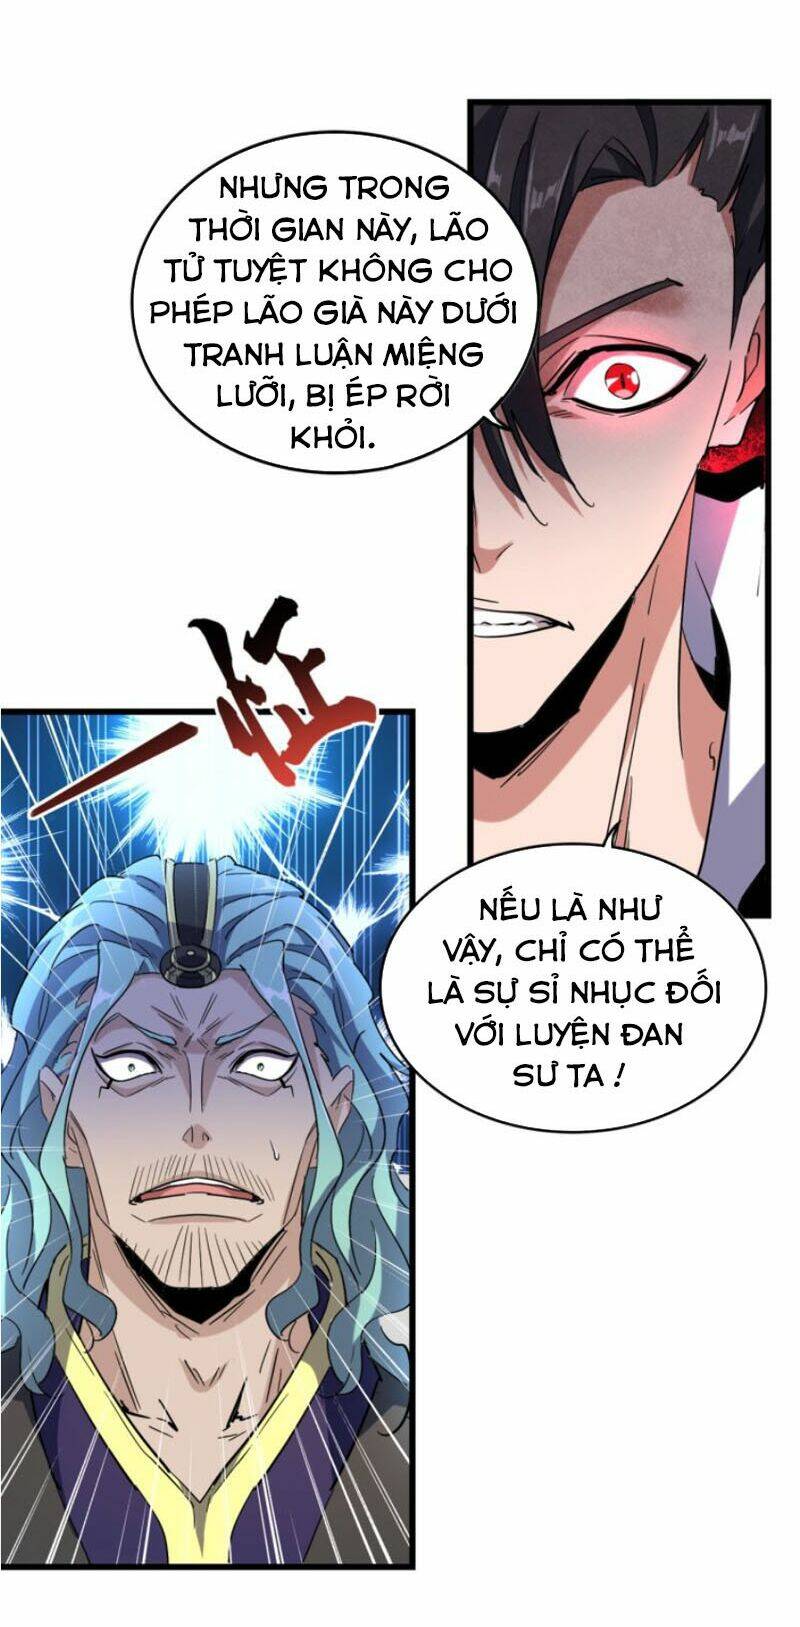 NHƯNG TRONG
THỜI GIAN NÀY, LÃO
TỬ TUYỆT KHÔNG CHO
PHÉP LÃO GIÀ NÀY DƯỚI
TRANH LUẬN MIỆNG
LƯỠI, BỊ ÉP RỜI
KHỎI.
一怔
NẾU LÀ NHƯ
VẬY, CHỈ CÓ THỂ
LÀ SỰ SỈ NHỤC ĐỐI
VỚI LUYỆN ĐAN
SƯ TA !